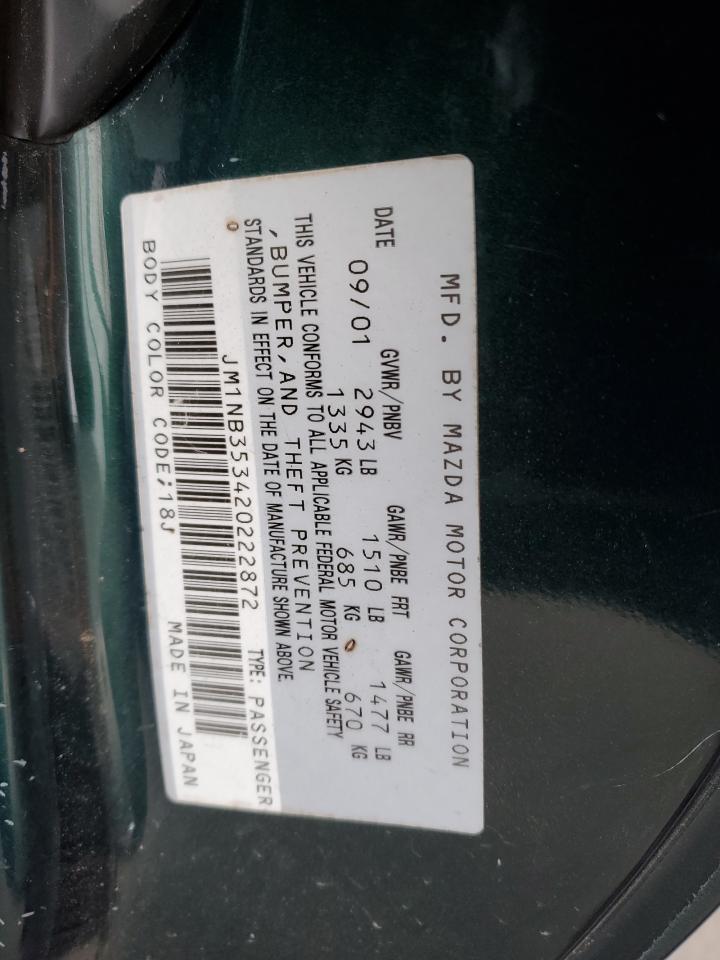 MFD. BY MAZDA MOTOR CORPORATION
DATE GVWR/PNBV GAWR/PNBE FRT GAWR/PNBE RR
09/01 2943 LB 1510 LB 1477 LB
1335 KG 685 KG 670 KG
THIS VEHICLE CONFORMS TO ALL APPLICABLE FEDERAL MOTOR VEHICLE SAFETY
, BUMPER, AND THEFT PREVENTION
STANDARDS IN EFFECT ON THE DATE OF MANUFACTURE SHOWN ABOVE.
JM1NB353420222872 TYPE: PASSENGER
BODY COLOR CODE;18J MADE IN JAPAN